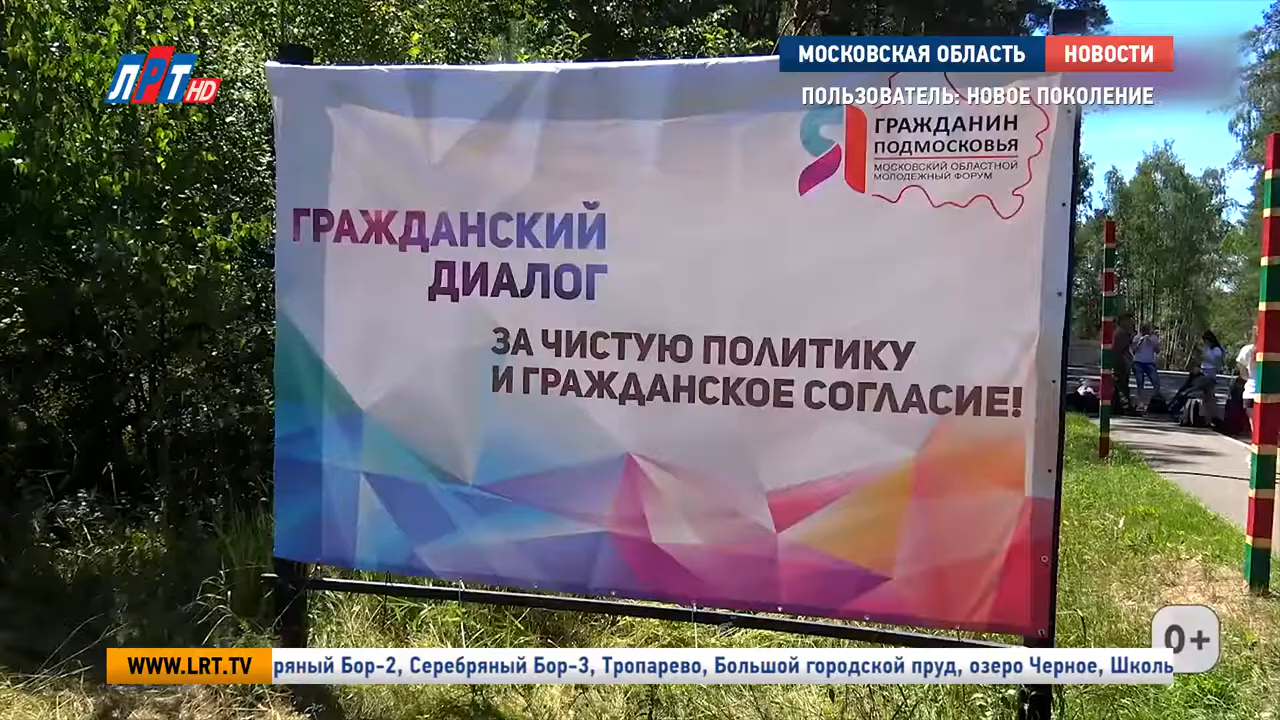 ЛРТ HD
МОСКОВСКАЯ ОБЛАСТЬ НОВОСТИ
ПОЛЬЗОВАТЕЛЬ: НОВОЕ ПОКОЛЕНИЕ
Я ГРАЖДАНИН
ПОДМОСКОВЬЯ
МОСКОВСКИЙ ОБЛАСТНОЙ
МОЛОДЕЖНЫЙ ФОРУМ
ГРАЖДАНСКИЙ
ДИАЛОГ
ЗА ЧИСТУЮ ПОЛИТИКУ
И ГРАЖДАНСКОЕ СОГЛАСИЕ!
0+
WWW.LRT.TV ряный Бор-2, Серебряный Бор-3, Тропарево, Большой городской пруд, озеро Черное, Школь